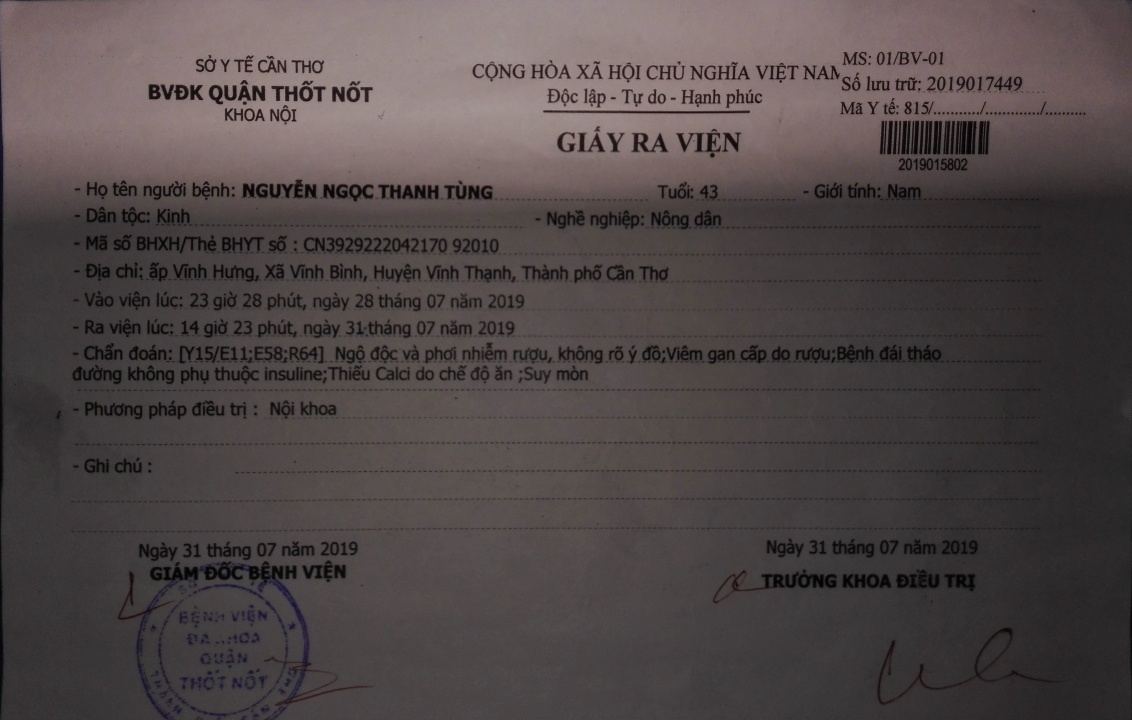 SỞ Y TẾ CẦN THƠ
BVĐK QUẬN THỐT NỐT
KHOA NỘI
CỘNG HÒA XÃ HỘI CHỦ NGHĨA VIỆT NAM
Độc lập - Tự do - Hạnh phúc
MS: 01/BV-01
Số lưu trữ: 2019017449
Mã Y tế: 815/............/............../..........
2019015802
GIẤY RA VIỆN
- Họ tên người bệnh: NGUYỄN NGỌC THANH TÙNG Tuổi: 43 - Giới tính: Nam
- Dân tộc: Kinh - Nghề nghiệp: Nông dân
- Mã số BHXH/Thẻ BHYT số : CN3929222042170 92010
- Địa chỉ: ấp Vĩnh Hưng, Xã Vĩnh Bình, Huyện Vĩnh Thạnh, Thành phố Cần Thơ
- Vào viện lúc: 23 giờ 28 phút, ngày 28 tháng 07 năm 2019
- Ra viện lúc: 14 giờ 23 phút, ngày 31 tháng 07 năm 2019
- Chẩn đoán: [Y15/E11;E58;R64] Ngộ độc và phơi nhiễm rượu, không rõ ý đồ;Viêm gan cấp do rượu;Bệnh đái tháo
đường không phụ thuộc insuline;Thiếu Calci do chế độ ăn ;Suy mòn
- Phương pháp điều trị : Nội khoa
- Ghi chú :
Ngày 31 tháng 07 năm 2019
GIÁM ĐỐC BỆNH VIỆN
Ngày 31 tháng 07 năm 2019
TRƯỞNG KHOA ĐIỀU TRỊ
BỆNH VIỆN
ĐA KHOA
QUẬN
THỐT NỐT